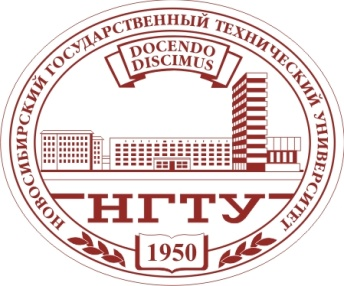 НОВОСИБИРСКИЙ ГОСУДАРСТВЕННЫЙ ТЕХНИЧЕСКИЙ УНИВЕРСИТЕТ
DOCENDO
DISCIMUS
НГТУ
1950